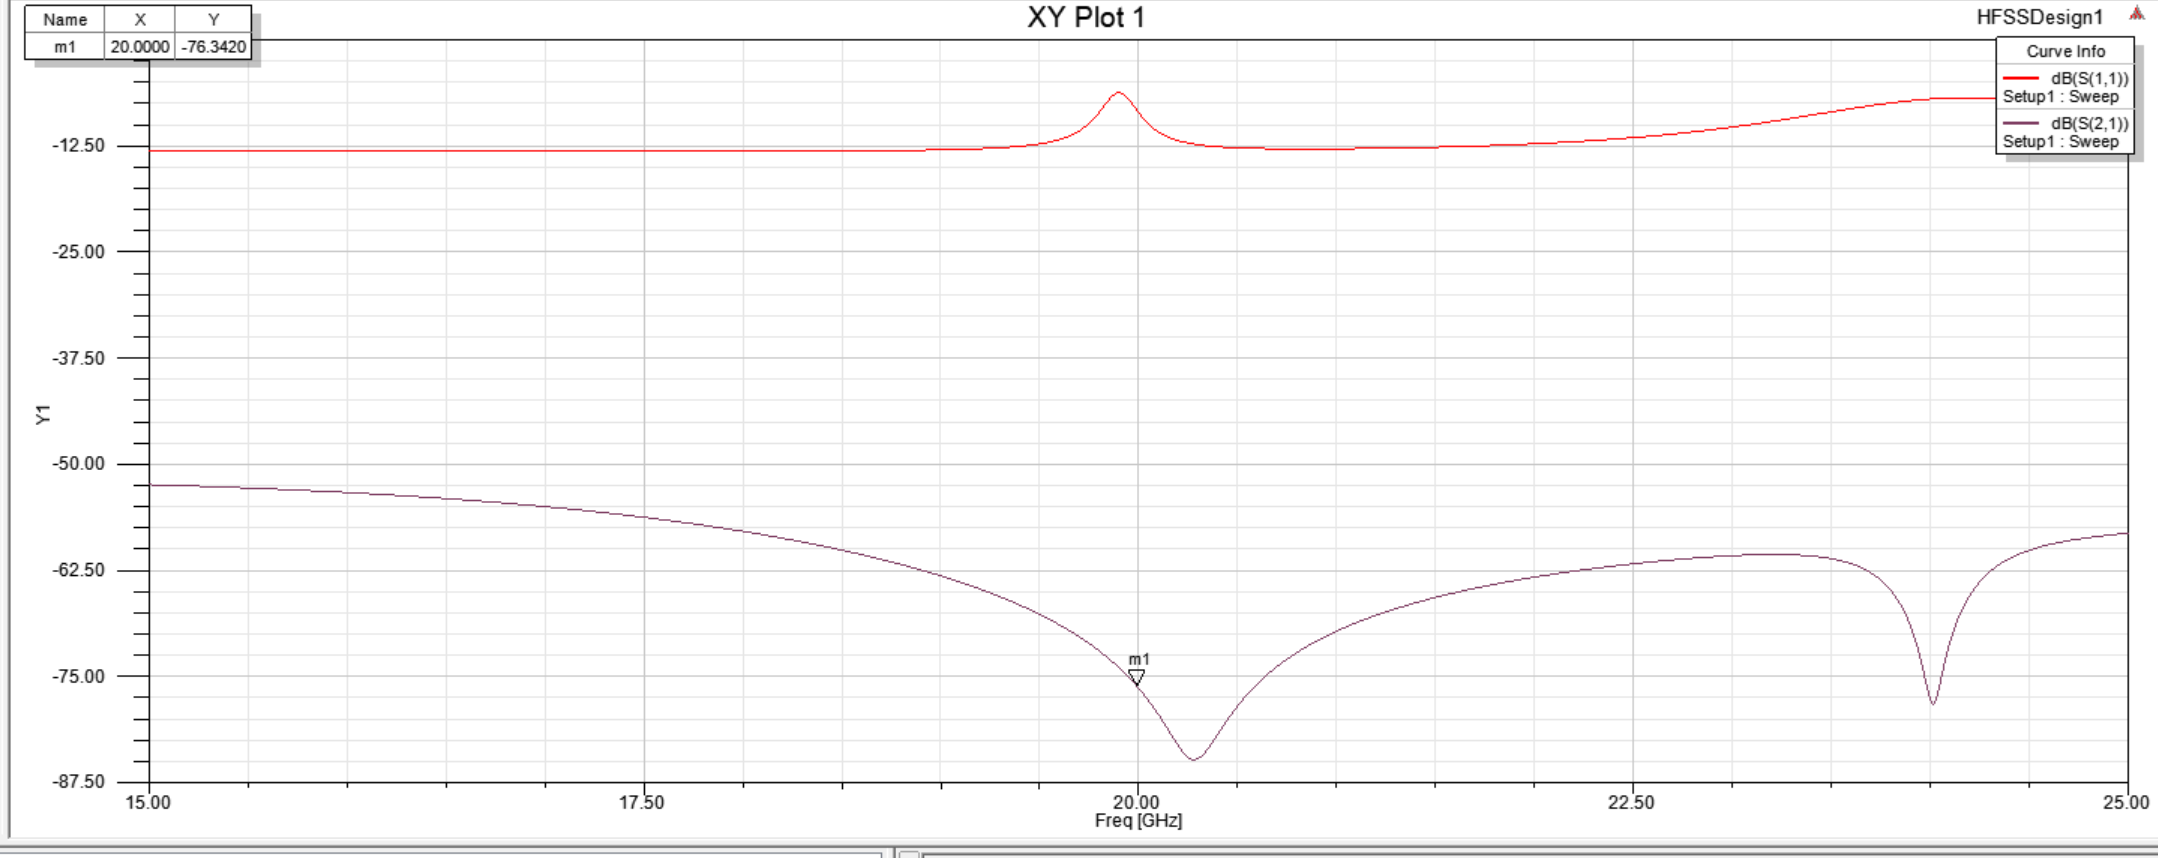 XY Plot 1
HFSSDesign1
Name X Y
m1 20.0000 -76.3420
Curve Info
dB(S(1,1))
Setup1 : Sweep
dB(S(2,1))
Setup1 : Sweep
-12.50
-25.00
-37.50
-50.00
-62.50
-75.00
-87.50
Y1
m1
15.00 17.50 20.00 22.50 25.00
Freq [GHz]